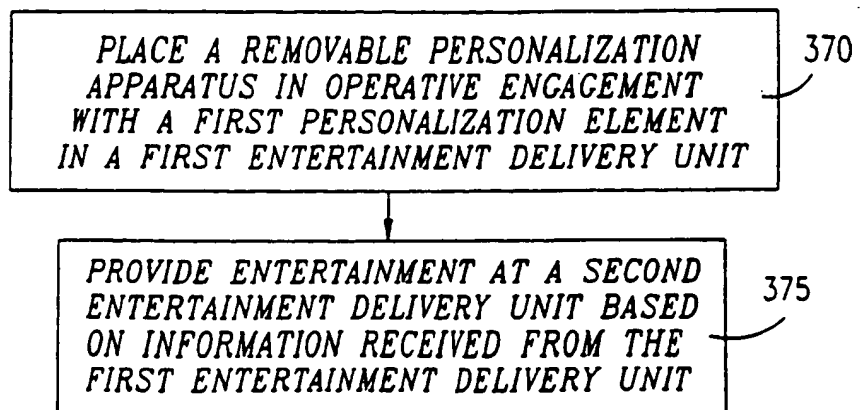 PLACE A REMOVABLE PERSONALIZATION
APPARATUS IN OPERATIVE ENGAGEMENT
WITH A FIRST PERSONALIZATION ELEMENT
IN A FIRST ENTERTAINMENT DELIVERY UNIT
370
PROVIDE ENTERTAINMENT AT A SECOND
ENTERTAINMENT DELIVERY UNIT BASED
ON INFORMATION RECEIVED FROM THE
FIRST ENTERTAINMENT DELIVERY UNIT
375